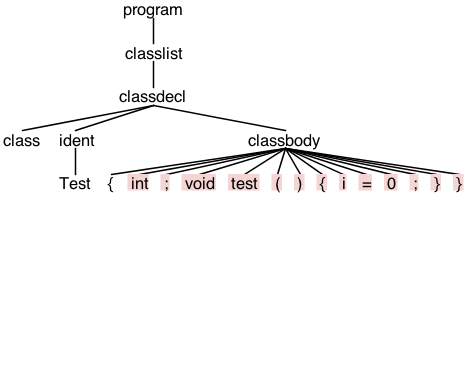 program
classlist
classdecl
class ident classbody
Test { int ; void test ( ) { i = 0 ; } }